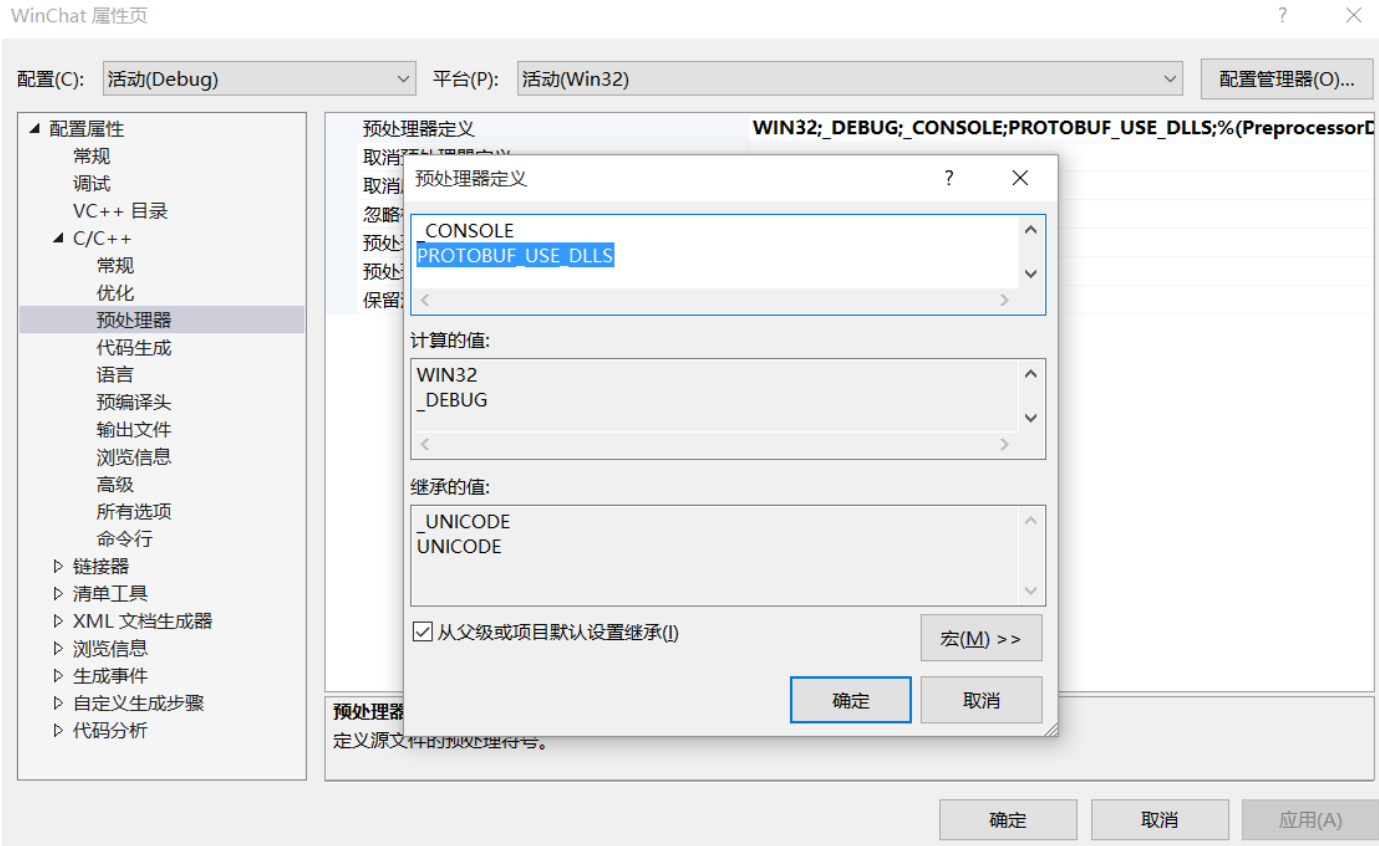 WinChat 属性页
配置(C): 活动(Debug) 平台(P): 活动(Win32) 配置管理器(O)...
配置属性
常规
调试
VC++ 目录
C/C++
常规
优化
预处理器
代码生成
语言
预编译头
输出文件
浏览信息
高级
所有选项
命令行
链接器
清单工具
XML 文档生成器
浏览信息
生成事件
自定义生成步骤
代码分析
预处理器定义 WIN32;_DEBUG;_CONSOLE;PROTOBUF_USE_DLLS;%(PreprocessorD
取消预处理器定义
取消
忽略
预处
预处
保留
预处理器定义
_CONSOLE
PROTOBUF_USE_DLLS
计算的值:
WIN32
_DEBUG
继承的值:
_UNICODE
UNICODE
从父级或项目默认设置继承(I)
宏(M) >>
确定 取消
预处理器
定义源文件的预处理符号。
确定 取消 应用(A)